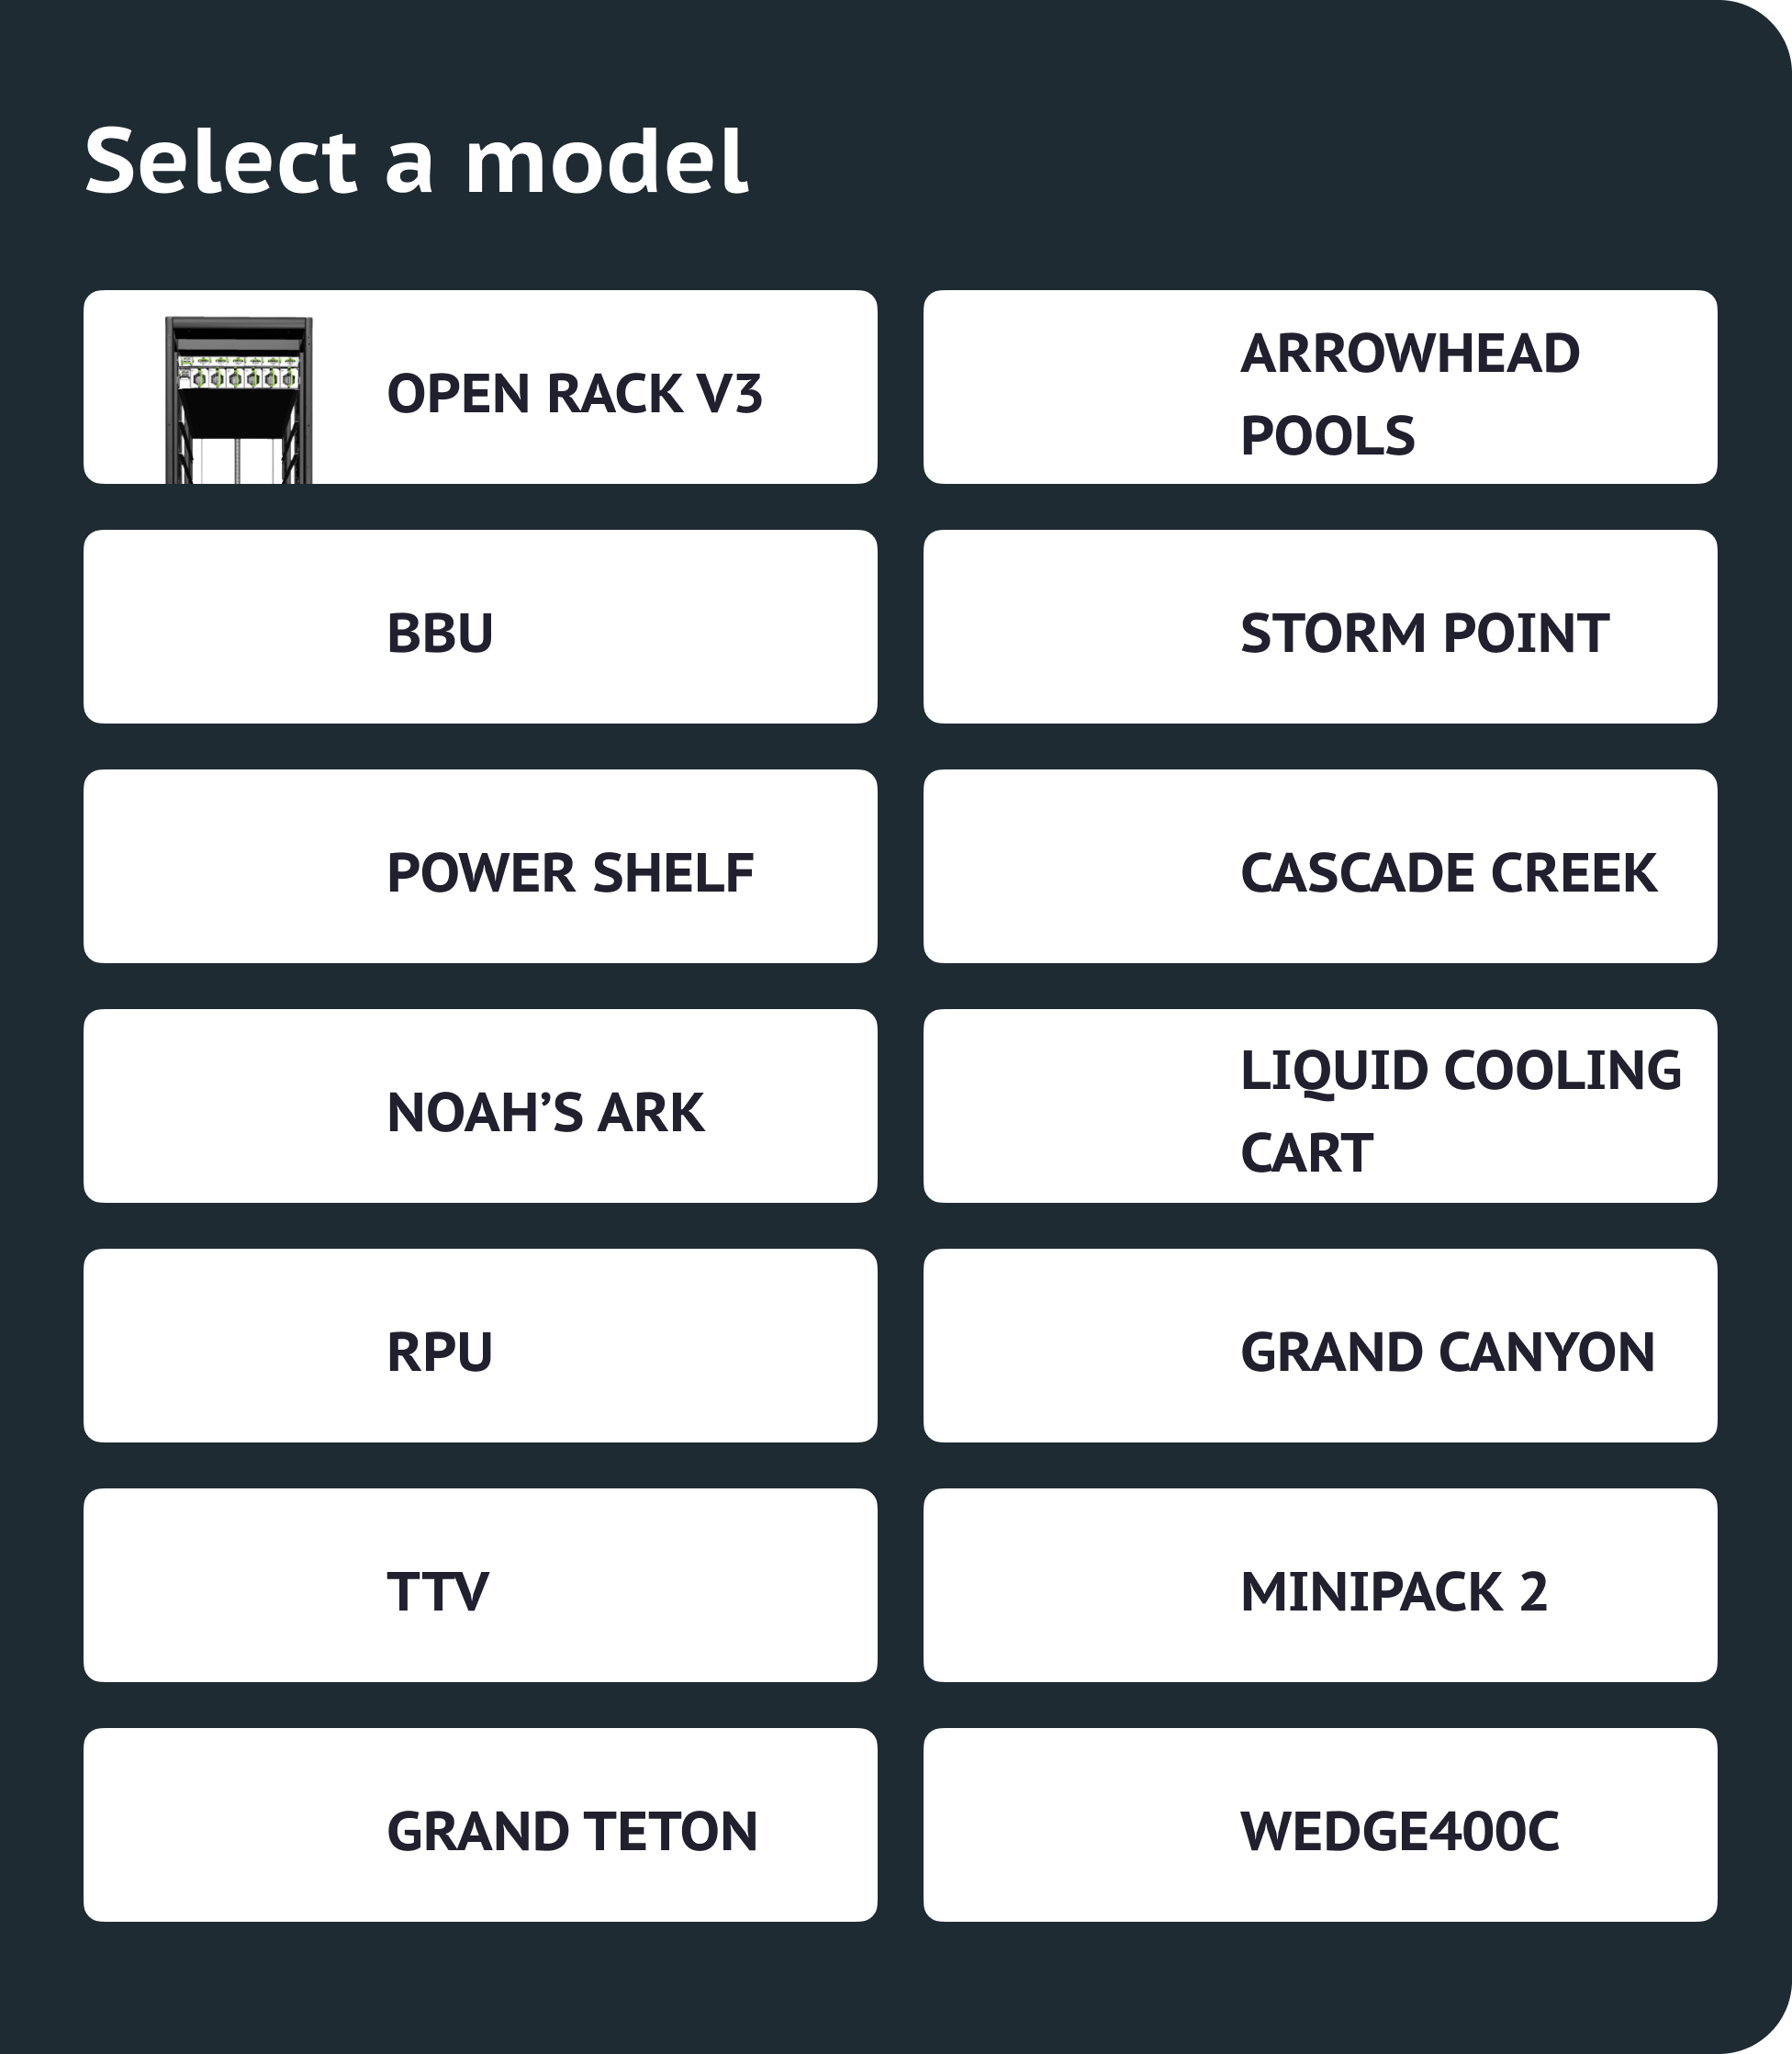 Select a model
OPEN RACK V3
ARROWHEAD
POOLS
BBU
STORM POINT
POWER SHELF
CASCADE CREEK
NOAH’S ARK
LIQUID COOLING
CART
RPU
GRAND CANYON
TTV
MINIPACK 2
GRAND TETON
WEDGE400C